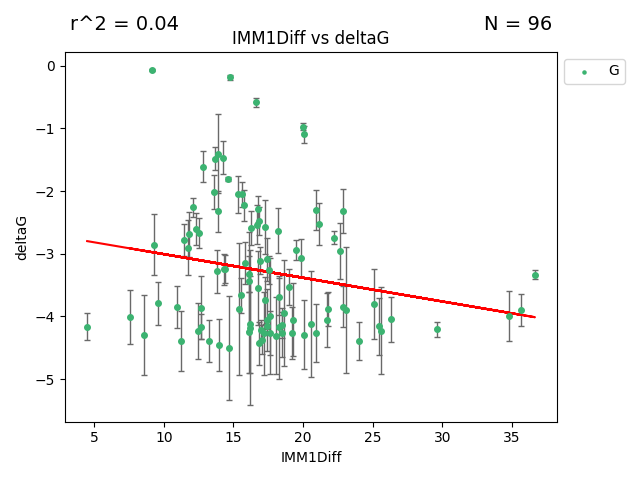 r^2 = 0.04
N = 96
IMM1Diff vs deltaG
G
0
−1
−2
−3
−4
−5
deltaG
5
10
15
20
25
30
35
IMM1Diff